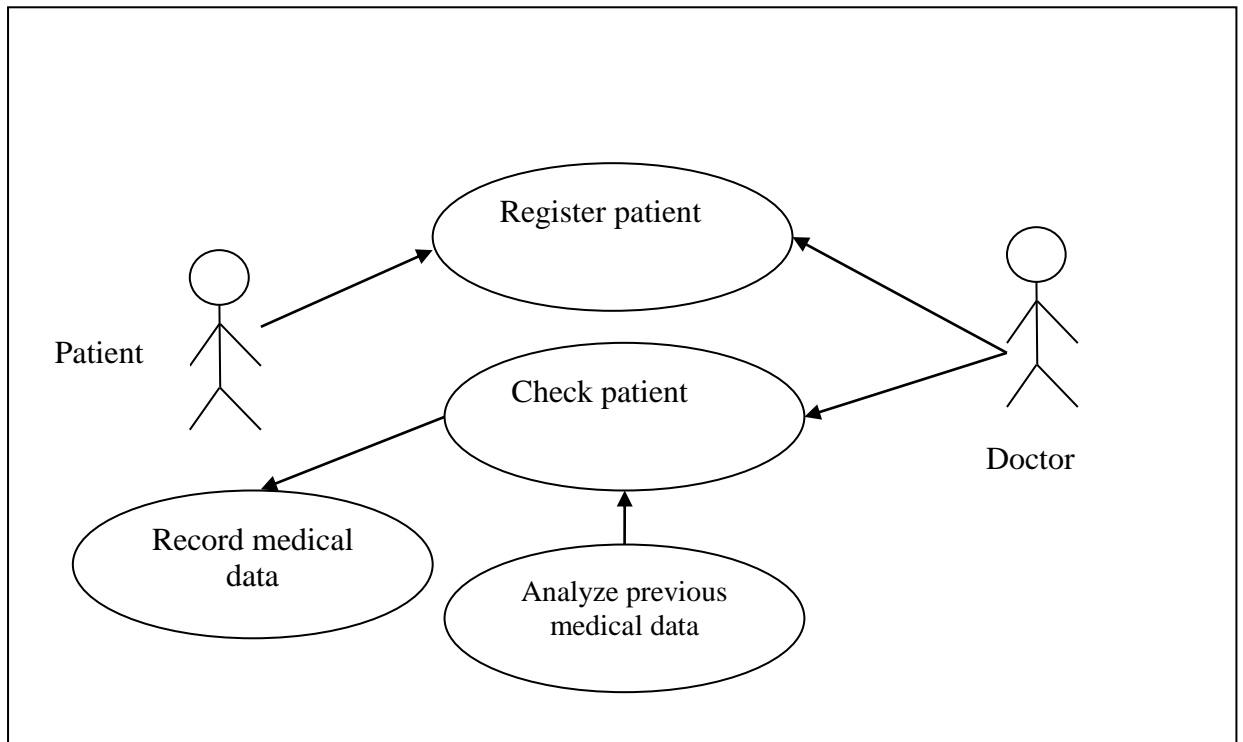 Register patient
Patient
Check patient
Doctor
Record medical
data
Analyze previous
medical data